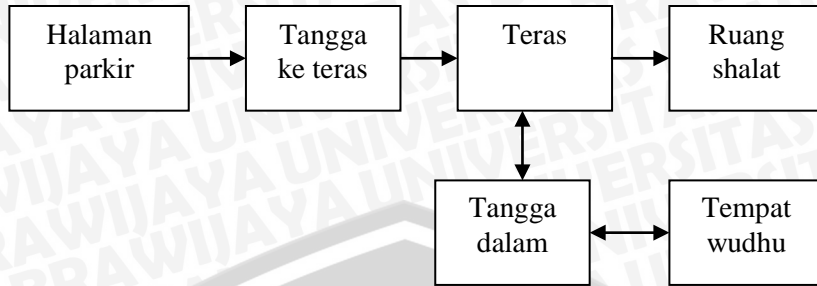 Halaman
parkir
Tangga
ke teras
Teras
Ruang
shalat
Tangga
dalam
Tempat
wudhu